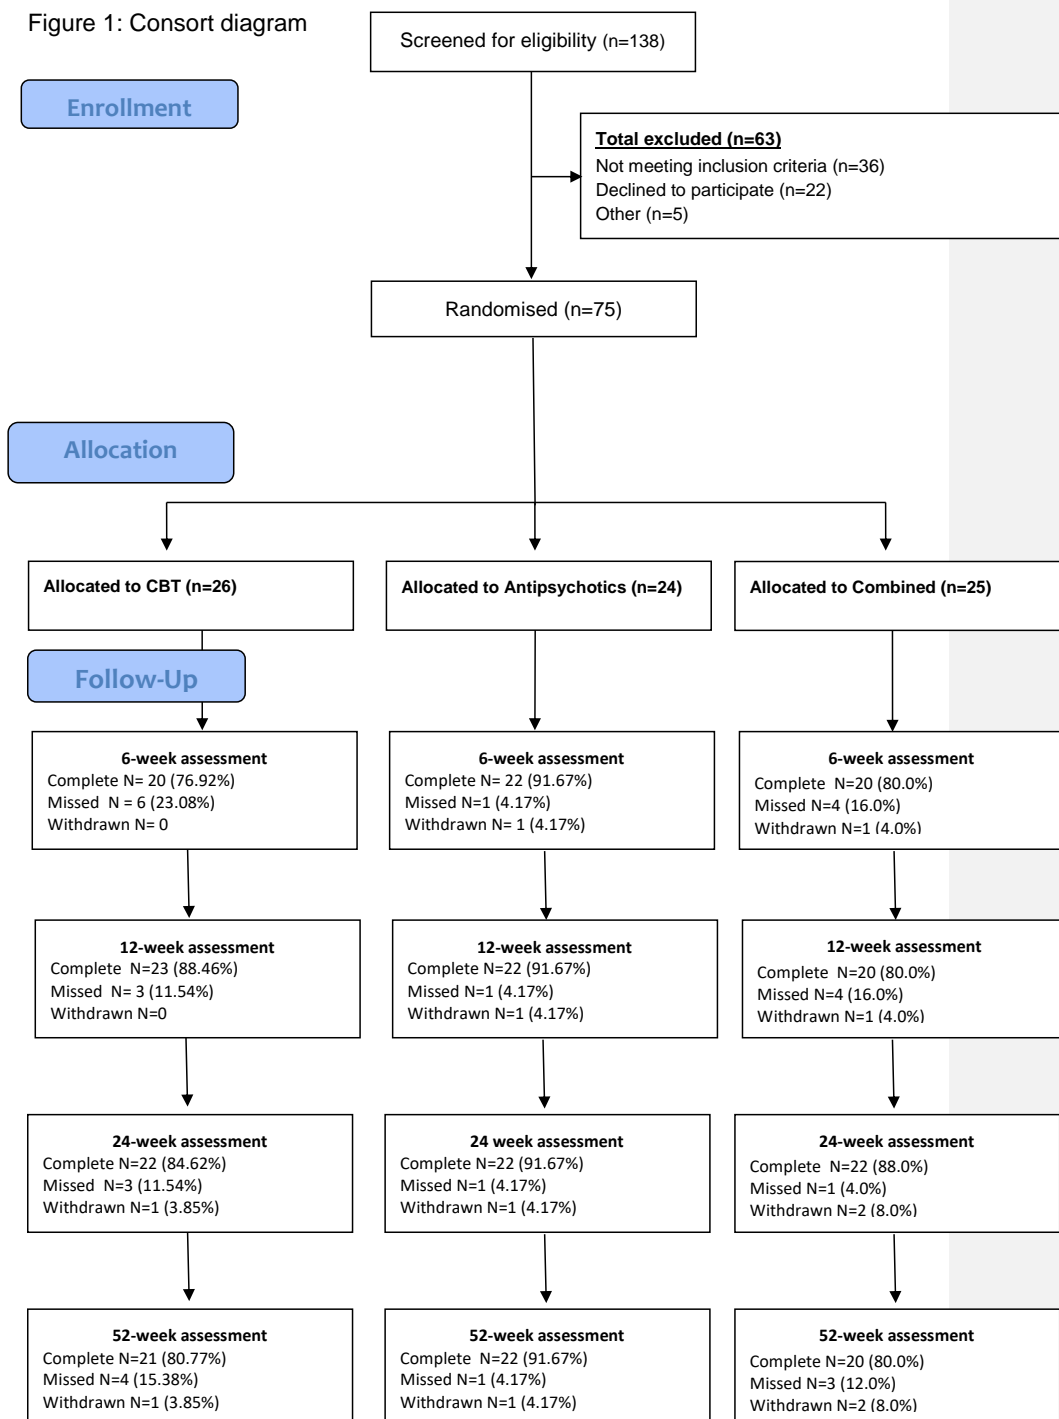 Figure 1: Consort diagram
Screened for eligibility (n=138)
Enrollment
Total excluded (n=63)
Not meeting inclusion criteria (n=36)
Declined to participate (n=22)
Other (n=5)
Randomised (n=75)
Allocation
Allocated to CBT (n=26)
Allocated to Antipsychotics (n=24)
Allocated to Combined (n=25)
Follow-Up
6-week assessment
Complete N= 20 (76.92%)
Missed N = 6 (23.08%)
Withdrawn N= 0
6-week assessment
Complete N= 22 (91.67%)
Missed N=1 (4.17%)
Withdrawn N= 1 (4.17%)
6-week assessment
Complete N=20 (80.0%)
Missed N=4 (16.0%)
Withdrawn N=1 (4.0%)
12-week assessment
Complete N=23 (88.46%)
Missed N= 3 (11.54%)
Withdrawn N=0
12-week assessment
Complete N=22 (91.67%)
Missed N=1 (4.17%)
Withdrawn N=1 (4.17%)
12-week assessment
Complete N=20 (80.0%)
Missed N=4 (16.0%)
Withdrawn N=1 (4.0%)
24-week assessment
Complete N=22 (84.62%)
Missed N=3 (11.54%)
Withdrawn N=1 (3.85%)
24 week assessment
Complete N=22 (91.67%)
Missed N=1 (4.17%)
Withdrawn N=1 (4.17%)
24-week assessment
Complete N=22 (88.0%)
Missed N=1 (4.0%)
Withdrawn N=2 (8.0%)
52-week assessment
Complete N=21 (80.77%)
Missed N=4 (15.38%)
Withdrawn N=1 (3.85%)
52-week assessment
Complete N=22 (91.67%)
Missed N=1 (4.17%)
Withdrawn N=1 (4.17%)
52-week assessment
Complete N=20 (80.0%)
Missed N=3 (12.0%)
Withdrawn N=2 (8.0%)